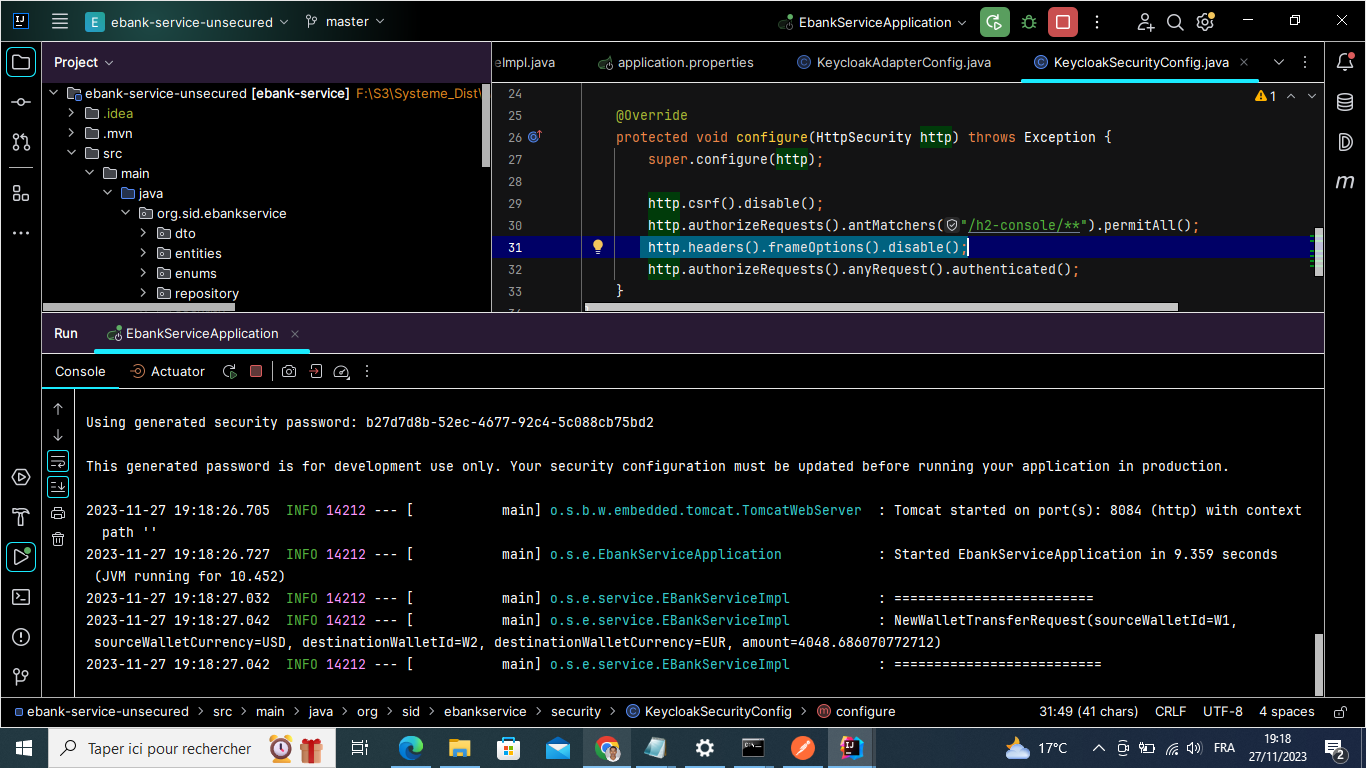 E ebank-service-unsecured master EbankServiceApplication
Project
eImpl.java application.properties KeycloakAdapterConfig.java KeycloakSecurityConfig.java
ebank-service-unsecured [ebank-service] F:\S3\Systeme_Dist\
.idea
.mvn
src
main
java
org.sid.ebankservice
dto
entities
enums
repository
1
24
25 @Override
26 protected void configure(HttpSecurity http) throws Exception {
27 super.configure(http);
28
29 http.csrf().disable();
30 http.authorizeRequests().antMatchers("/h2-console/**").permitAll();
31 http.headers().frameOptions().disable();
32 http.authorizeRequests().anyRequest().authenticated();
33 }
Run EbankServiceApplication
Console Actuator
Using generated security password: b27d7d8b-52ec-4677-92c4-5c088cb75bd2
This generated password is for development use only. Your security configuration must be updated before running your application in production.
2023-11-27 19:18:26.705 INFO 14212 --- [ main] o.s.b.w.embedded.tomcat.TomcatWebServer : Tomcat started on port(s): 8084 (http) with context
path ''
2023-11-27 19:18:26.727 INFO 14212 --- [ main] o.s.e.EbankServiceApplication : Started EbankServiceApplication in 9.359 seconds
(JVM running for 10.452)
2023-11-27 19:18:27.032 INFO 14212 --- [ main] o.s.e.service.EBankServiceImpl : =========================
2023-11-27 19:18:27.042 INFO 14212 --- [ main] o.s.e.service.EBankServiceImpl : NewWalletTransferRequest(sourceWalletId=W1,
sourceWalletCurrency=USD, destinationWalletId=W2, destinationWalletCurrency=EUR, amount=4048.686070772712)
2023-11-27 19:18:27.042 INFO 14212 --- [ main] o.s.e.service.EBankServiceImpl : ==========================
ebank-service-unsecured > src > main > java > org > sid > ebankservice > security > KeycloakSecurityConfig > configure 31:49 (41 chars) CRLF UTF-8 4 spaces
Taper ici pour rechercher 17°C FRA 19:18
27/11/2023 2